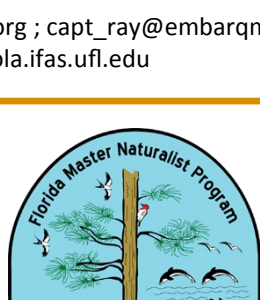 org ; capt_ray@embarqm
ola.ifas.ufl.edu
Florida Master Naturalist Program